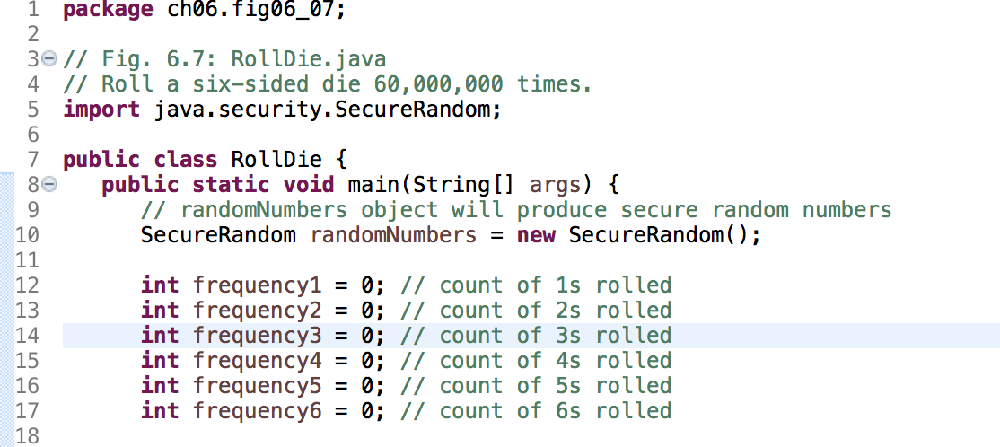 1 package ch06.fig06_07;
2
3 // Fig. 6.7: RollDie.java
4 // Roll a six-sided die 60,000,000 times.
5 import java.security.SecureRandom;
6
7 public class RollDie {
8 public static void main(String[] args) {
9 // randomNumbers object will produce secure random numbers
10 SecureRandom randomNumbers = new SecureRandom();
11
12 int frequency1 = 0; // count of 1s rolled
13 int frequency2 = 0; // count of 2s rolled
14 int frequency3 = 0; // count of 3s rolled
15 int frequency4 = 0; // count of 4s rolled
16 int frequency5 = 0; // count of 5s rolled
17 int frequency6 = 0; // count of 6s rolled
18